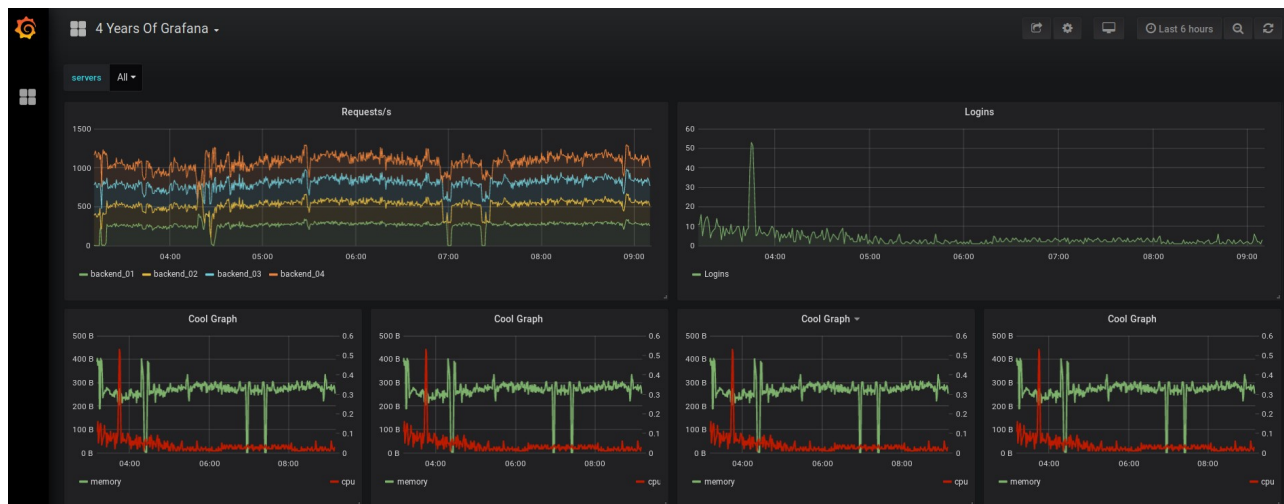 4 Years Of Grafana
Last 6 hours
servers All
Requests/s
1500
1000
500
0
04:00 05:00 06:00 07:00 08:00 09:00
backend_01 backend_02 backend_03 backend_04
Logins
60
50
40
30
20
10
0
04:00 05:00 06:00 07:00 08:00 09:00
Logins
Cool Graph
500 B 0.6
400 B 0.5
0.4
300 B 0.3
200 B 0.2
100 B 0.1
0 B 0
04:00 06:00 08:00
memory cpu
Cool Graph
500 B 0.6
400 B 0.5
0.4
300 B 0.3
200 B 0.2
100 B 0.1
0 B 0
04:00 06:00 08:00
memory cpu
Cool Graph
500 B 0.6
400 B 0.5
0.4
300 B 0.3
200 B 0.2
100 B 0.1
0 B 0
04:00 06:00 08:00
memory cpu
Cool Graph
500 B 0.6
400 B 0.5
0.4
300 B 0.3
200 B 0.2
100 B 0.1
0 B 0
04:00 06:00 08:00
memory cpu